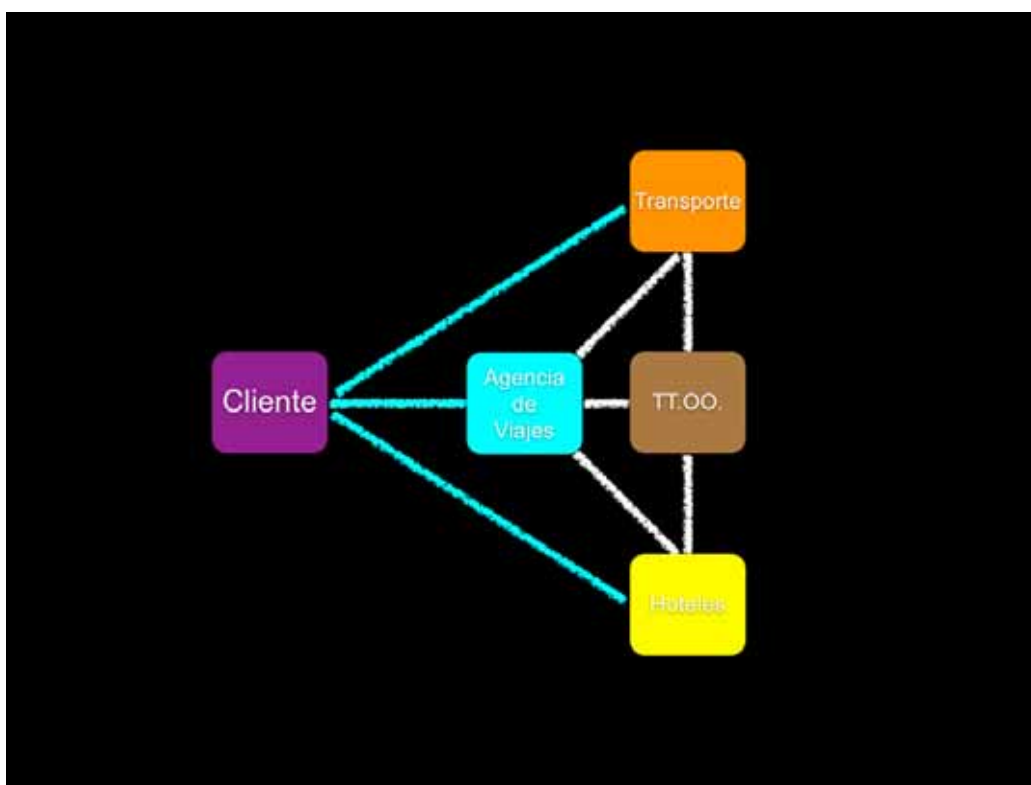 Transporte
Cliente
Agencia
de
Viajes
TT.OO.
Hoteles